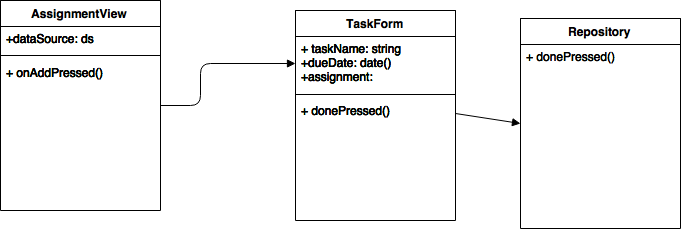 AssignmentView
+dataSource: ds
+ onAddPressed()
TaskForm
+ taskName: string
+dueDate: date()
+assignment:
+ donePressed()
Repository
+ donePressed()